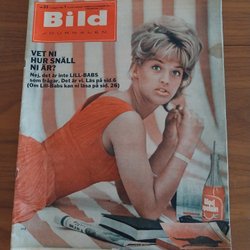 Bild
JOURNALEN
VET NI
HUR SNÄLL
NI ÄR?
Nej, det är inte LILL-BABS
som frågar. Det är vi. Läs på sid. 6
(Om Lill-Babs kan ni läsa på sid. 26)